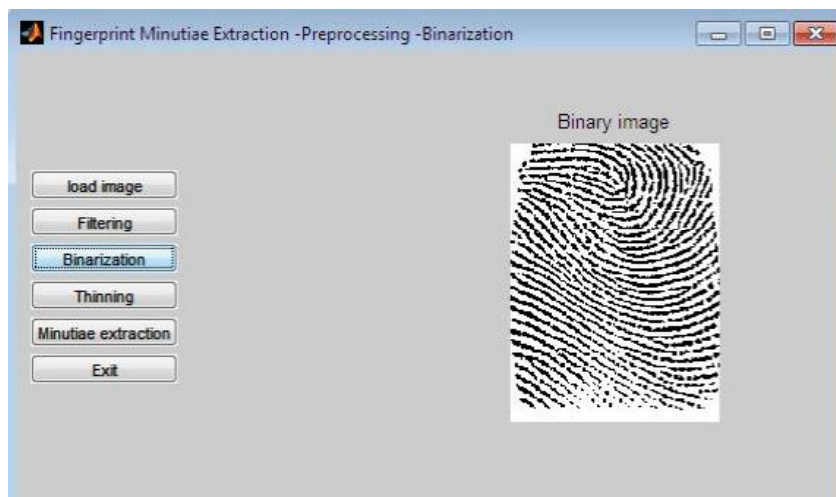 Fingerprint Minutiae Extraction -Preprocessing -Binarization
Binary image
load image
Filtering
Binarization
Thinning
Minutiae extraction
Exit